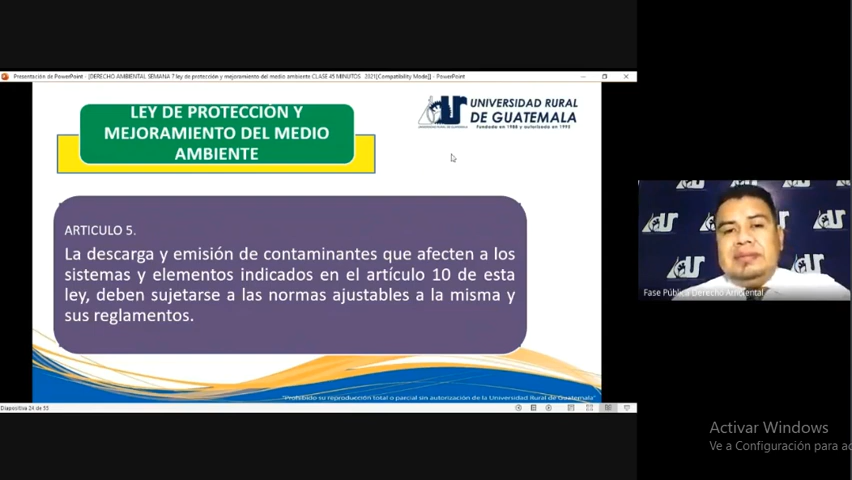 Presentación de PowerPoint - [DERECHO AMBIENTAL SEMANA 7 ley de protección y mejoramiento del medio ambiente CLASE 45 MINUTOS 2021[Compatibility Mode]] - PowerPoint
LEY DE PROTECCIÓN Y
MEJORAMIENTO DEL MEDIO
AMBIENTE
UNIVERSIDAD RURAL
DE GUATEMALA
Fundada en 1988 y autorizada en 1995
ARTICULO 5.
La descarga y emisión de contaminantes que afecten a los
sistemas y elementos indicados en el artículo 10 de esta
ley, deben sujetarse a las normas ajustables a la misma y
sus reglamentos.
"Prohibido su reproducción total o parcial sin autorización de la Universidad Rural de Guatemala"
Diapositiva 24 de 55
Fase Pública Derecho Ambiental
Activar Windows
Ve a Configuración para ac